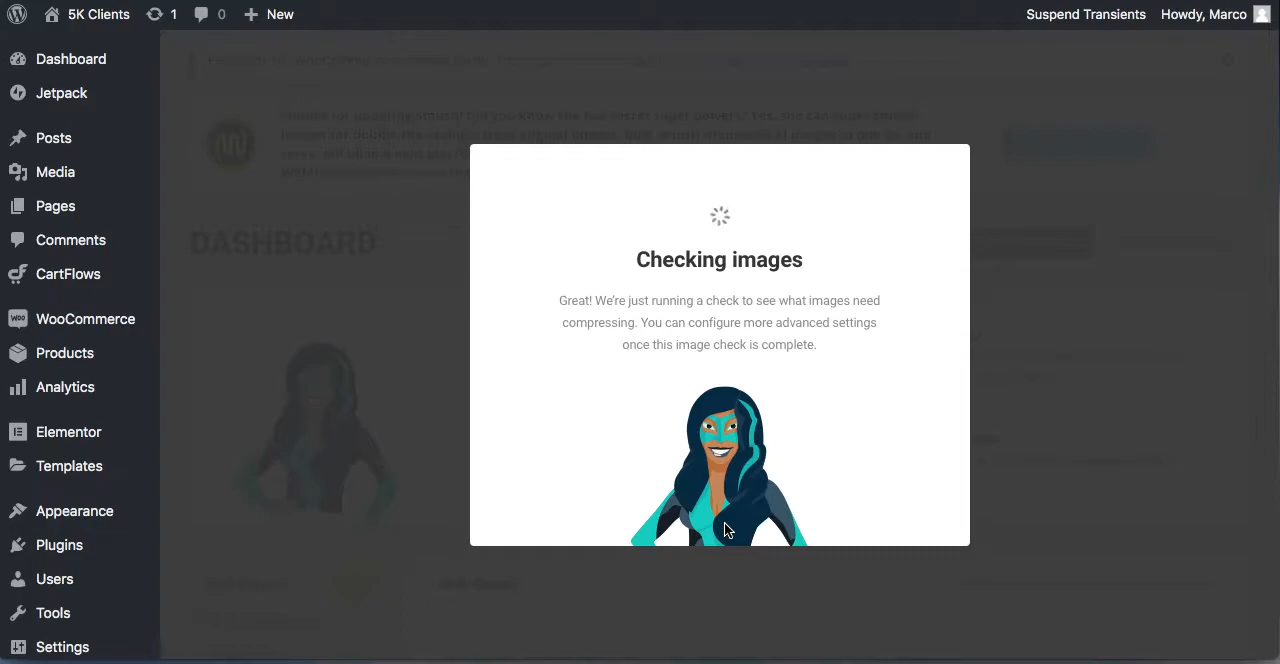 5K Clients
1
0
New
Suspend Transients
Howdy, Marco
Dashboard
Jetpack
Posts
Media
Pages
Comments
CartFlows
WooCommerce
Products
Analytics
Elementor
Templates
Appearance
Plugins
Users
Tools
Settings
DASHBOARD
Checking images
Great! We're just running a check to see what images need
compressing. You can configure more advanced settings
once this image check is complete.